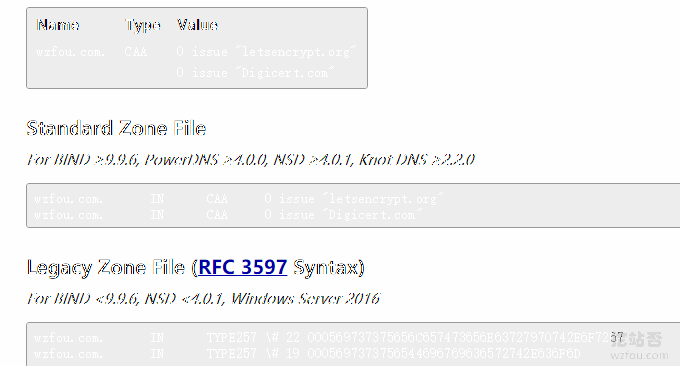 Name Type Value
wzfou.com. CAA 0 issue "letsencrypt.org"
0 issue "Digicert.com"
Standard Zone File
For BIND ≥9.9.6, PowerDNS ≥4.0.0, NSD ≥4.0.1, Knot DNS ≥2.2.0
wzfou.com. IN CAA 0 issue "letsencrypt.org"
wzfou.com. IN CAA 0 issue "Digicert.com"
Legacy Zone File (RFC 3597 Syntax)
For BIND <9.9.6, NSD <4.0.1, Windows Server 2016
wzfou.com. IN TYPE257 \# 22
wzfou.com. IN TYPE257 \# 19 0005697373756544696769636572742E636F6D
挖站否
wzfou.com